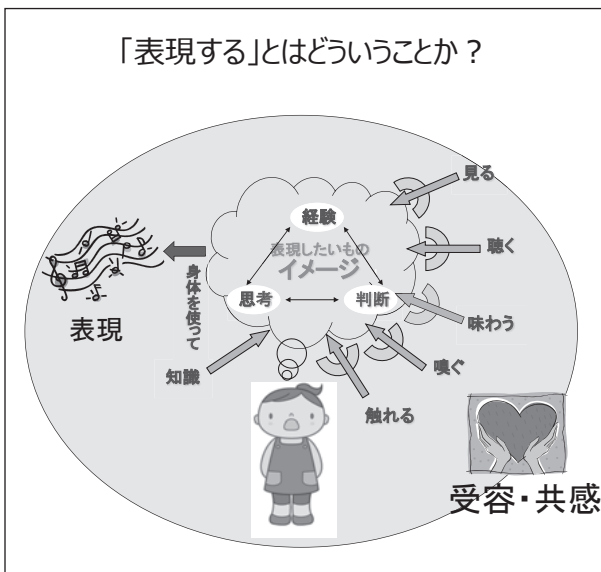 「表現する」とはどういうことか?
見る
経験
聴く
表現したいもの
イメージ
身体を使って
思考
判断
表現
味わう
知識
嗅ぐ
触れる
受容・共感